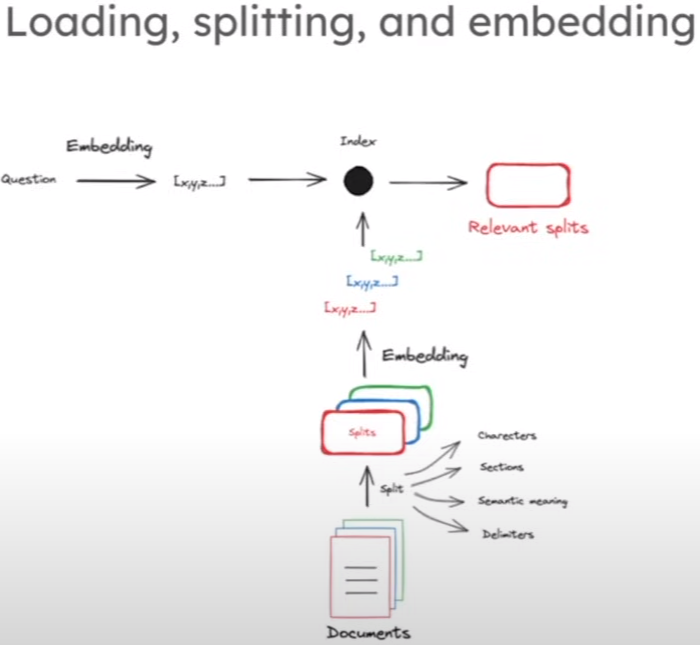 Loading, splitting, and embedding
Index
Embedding
Question
[x,y,z...]
Relevant splits
[x,y,z...]
[x,y,z...]
[x,y,z...]
Embedding
Splits
Charecters
Sections
Split
Semantic meaning
Delimiters
Documents